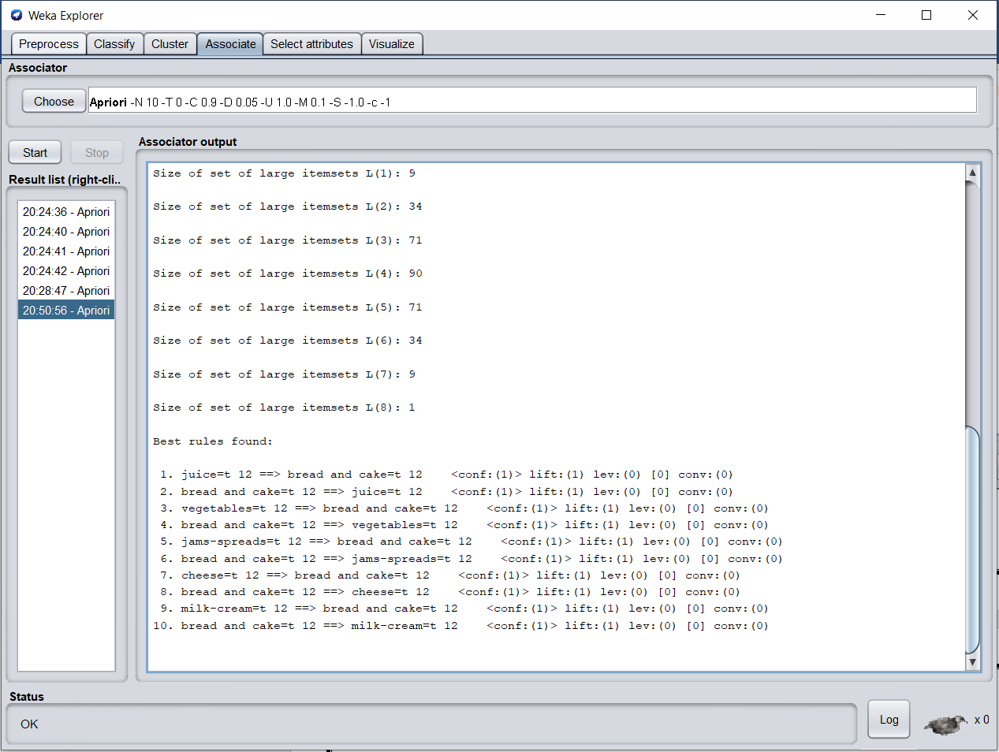 Weka Explorer
Preprocess Classify Cluster Associate Select attributes Visualize
Associator
Choose Apriori -N 10 -T 0 -C 0.9 -D 0.05 -U 1.0 -M 0.1 -S -1.0 -c -1
Start Stop
Result list (right-cli..
20:24:36 - Apriori
20:24:40 - Apriori
20:24:41 - Apriori
20:24:42 - Apriori
20:28:47 - Apriori
20:50:56 - Apriori
Associator output
Size of set of large itemsets L(1): 9
Size of set of large itemsets L(2): 34
Size of set of large itemsets L(3): 71
Size of set of large itemsets L(4): 90
Size of set of large itemsets L(5): 71
Size of set of large itemsets L(6): 34
Size of set of large itemsets L(7): 9
Size of set of large itemsets L(8): 1
Best rules found:
1. juice=t 12 ==> bread and cake=t 12 <conf:(1)> lift:(1) lev:(0) [0] conv:(0)
2. bread and cake=t 12 ==> juice=t 12 <conf:(1)> lift:(1) lev:(0) [0] conv:(0)
3. vegetables=t 12 ==> bread and cake=t 12 <conf:(1)> lift:(1) lev:(0) [0] conv:(0)
4. bread and cake=t 12 ==> vegetables=t 12 <conf:(1)> lift:(1) lev:(0) [0] conv:(0)
5. jams-spreads=t 12 ==> bread and cake=t 12 <conf:(1)> lift:(1) lev:(0) [0] conv:(0)
6. bread and cake=t 12 ==> jams-spreads=t 12 <conf:(1)> lift:(1) lev:(0) [0] conv:(0)
7. cheese=t 12 ==> bread and cake=t 12 <conf:(1)> lift:(1) lev:(0) [0] conv:(0)
8. bread and cake=t 12 ==> cheese=t 12 <conf:(1)> lift:(1) lev:(0) [0] conv:(0)
9. milk-cream=t 12 ==> bread and cake=t 12 <conf:(1)> lift:(1) lev:(0) [0] conv:(0)
10. bread and cake=t 12 ==> milk-cream=t 12 <conf:(1)> lift:(1) lev:(0) [0] conv:(0)
Status
OK
Log
x 0